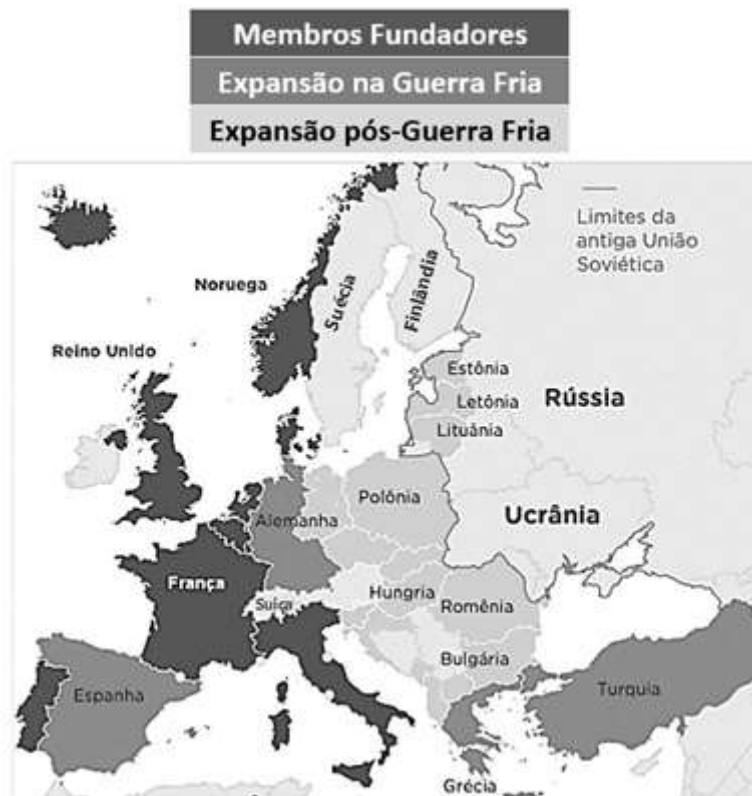 Membros Fundadores
Expansão na Guerra Fria
Expansão pós-Guerra Fria
Limites da
antiga União
Soviética
Noruega
Suécia
Finlândia
Reino Unido
Estônia
Letônia
Lituânia
Rússia
Polônia
Alemanha
Ucrânia
França
Suíça
Hungria
Romênia
Bulgária
Espanha
Turquia
Grécia